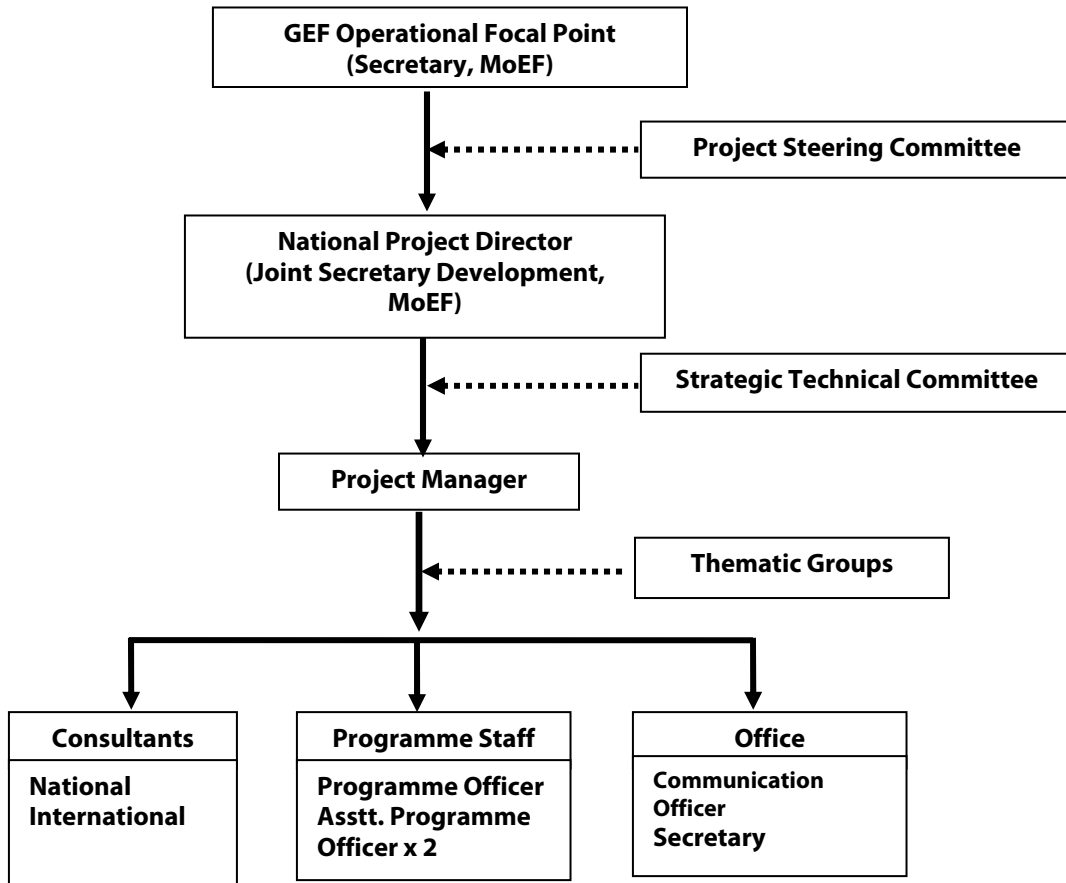 GEF Operational Focal Point
(Secretary, MoEF)
Project Steering Committee
National Project Director
(Joint Secretary Development,
MoEF)
Strategic Technical Committee
Project Manager
Thematic Groups
Consultants
National
International
Programme Staff
Programme Officer
Asstt. Programme
Officer x 2
Office
Communication
Officer
Secretary